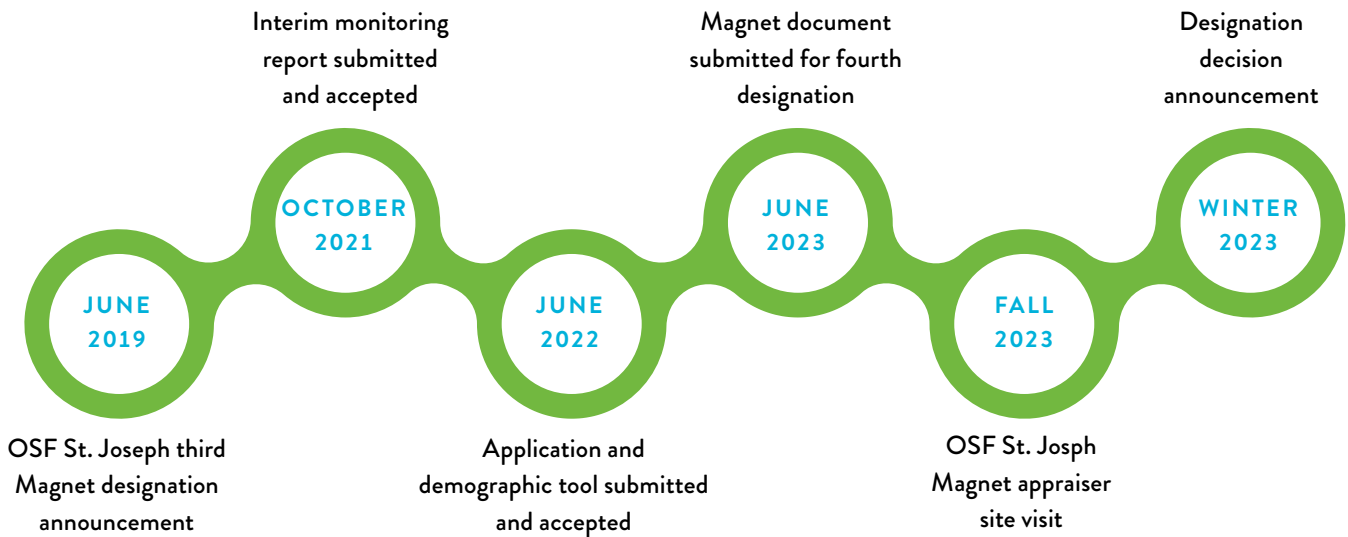 JUNE
2019
OSF St. Joseph third
Magnet designation
announcement
Interim monitoring
report submitted
and accepted
OCTOBER
2021
JUNE
2022
Application and
demographic tool submitted
and accepted
Magnet document
submitted for fourth
designation
JUNE
2023
FALL
2023
OSF St. Josph
Magnet appraiser
site visit
Designation
decision
announcement
WINTER
2023